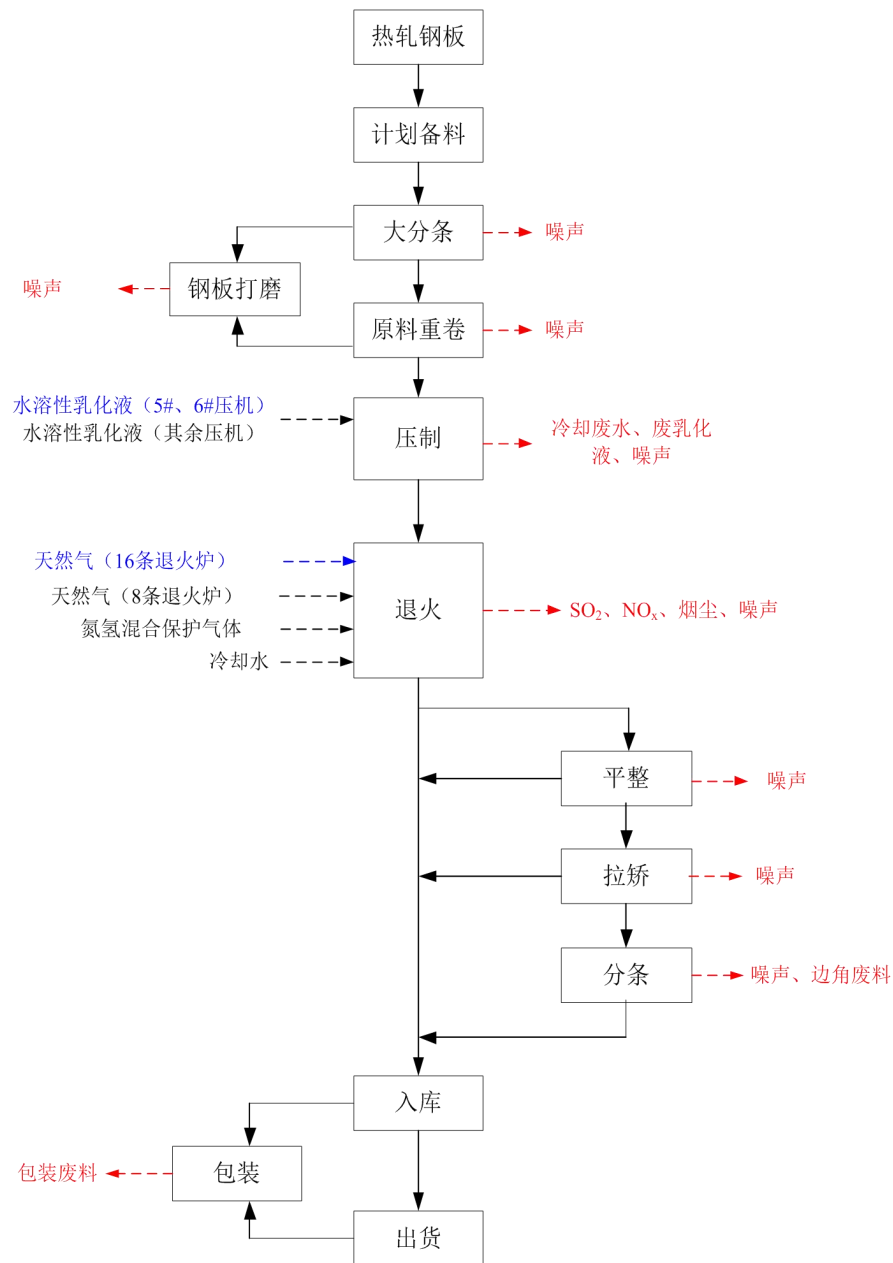 热轧钢板
计划备料
大分条
噪声
噪声
钢板打磨
原料重卷
噪声
水溶性乳化液（5#、6#压机）
水溶性乳化液（其余压机）
压制
冷却废水、废乳化
液、噪声
天然气（16条退火炉）
天然气（8条退火炉）
氮氢混合保护气体
冷却水
退火
SO₂、NOₓ、烟尘、噪声
平整
噪声
拉矫
噪声
分条
噪声、边角废料
入库
包装废料
包装
出货